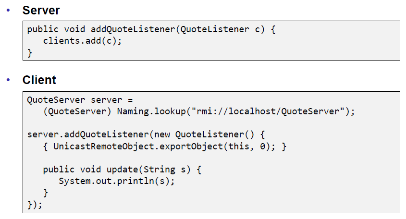 • Server
public void addQuoteListener(QuoteListener c) {
   clients.add(c);
}
• Client
QuoteServer server =
   (QuoteServer) Naming.lookup("rmi://localhost/QuoteServer");
server.addQuoteListener(new QuoteListener() {
   { UnicastRemoteObject.exportObject(this, 0); }
   public void update(String s) {
      System.out.println(s);
   }
});